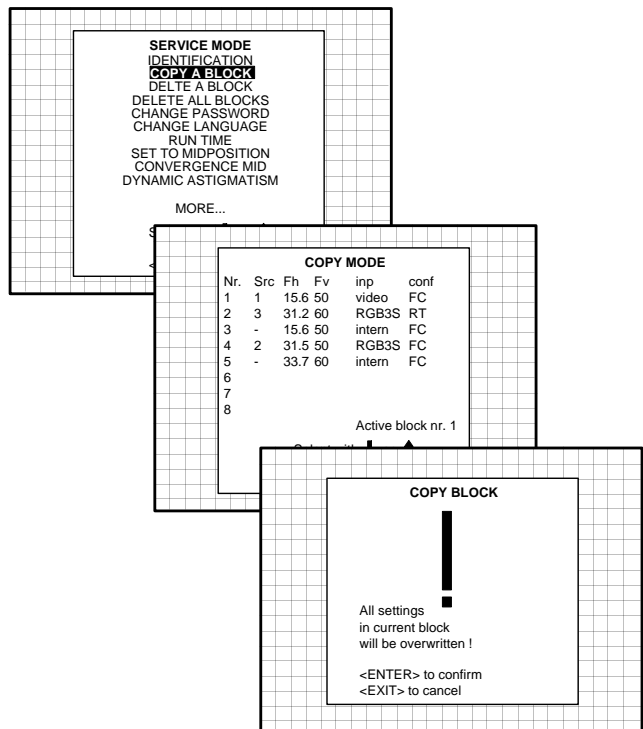 SERVICE MODE
IDENTIFICATION
COPY A BLOCK
DELTE A BLOCK
DELETE ALL BLOCKS
CHANGE PASSWORD
CHANGE LANGUAGE
RUN TIME
SET TO MIDPOSITION
CONVERGENCE MID
DYNAMIC ASTIGMATISM
MORE...
COPY MODE
Nr. Src Fh Fv inp conf
1 1 15.6 50 video FC
2 3 31.2 60 RGB3S RT
3 - 15.6 50 intern FC
4 2 31.5 50 RGB3S FC
5 - 33.7 60 intern FC
6
7
8
Active block nr. 1
COPY BLOCK
!
All settings
in current block
will be overwritten !
<ENTER> to confirm
<EXIT> to cancel